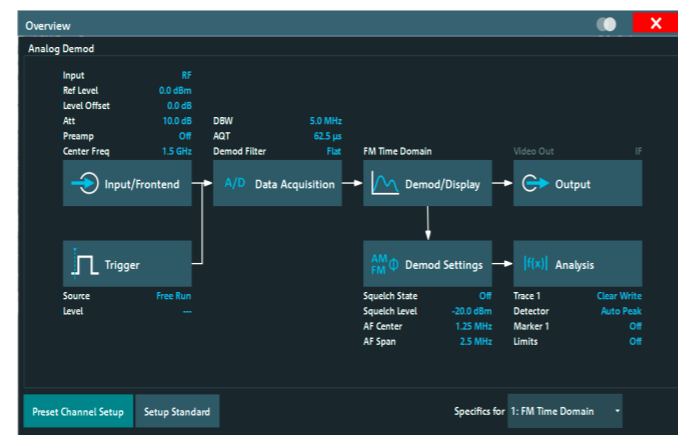 Overview
Analog Demod
Input RF
Ref Level 0.0 dBm
Level Offset 0.0 dB
Att 10.0 dB DBW 5.0 MHz
Preamp Off AQT 62.5 µs
Center Freq 1.5 GHz Demod Filter Flat FM Time Domain Video Out IF
Input/Frontend A/D Data Acquisition Demod/Display Output
Trigger AM FM Φ Demod Settings |f(x)| Analysis
Source Free Run Squelch State Off Trace 1 Clear Write
Level — Squelch Level -20.0 dBm Detector Auto Peak
AF Center 1.25 MHz Marker 1 Off
AF Span 2.5 MHz Limits Off
Preset Channel Setup Setup Standard Specifics for 1: FM Time Domain